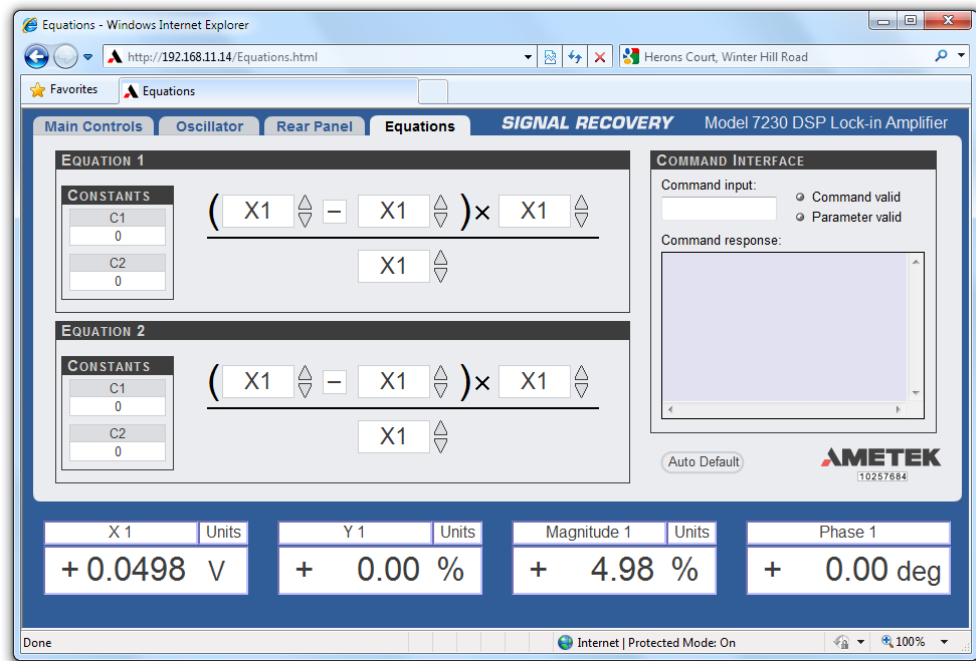 Equations - Windows Internet Explorer
http://192.168.11.14/Equations.html
Herons Court, Winter Hill Road
Favorites
Equations
Main Controls Oscillator Rear Panel Equations SIGNAL RECOVERY Model 7230 DSP Lock-in Amplifier
EQUATION 1
CONSTANTS
C1
0
C2
0
( X1 – X1 ) × X1
X1
EQUATION 2
CONSTANTS
C1
0
C2
0
( X1 – X1 ) × X1
X1
COMMAND INTERFACE
Command input:
Command valid
Parameter valid
Command response:
Auto Default
AMETEK
10257684
X 1 Units Y 1 Units Magnitude 1 Units Phase 1
+ 0.0498 V + 0.00 % + 4.98 % + 0.00 deg
Done Internet | Protected Mode: On 100%